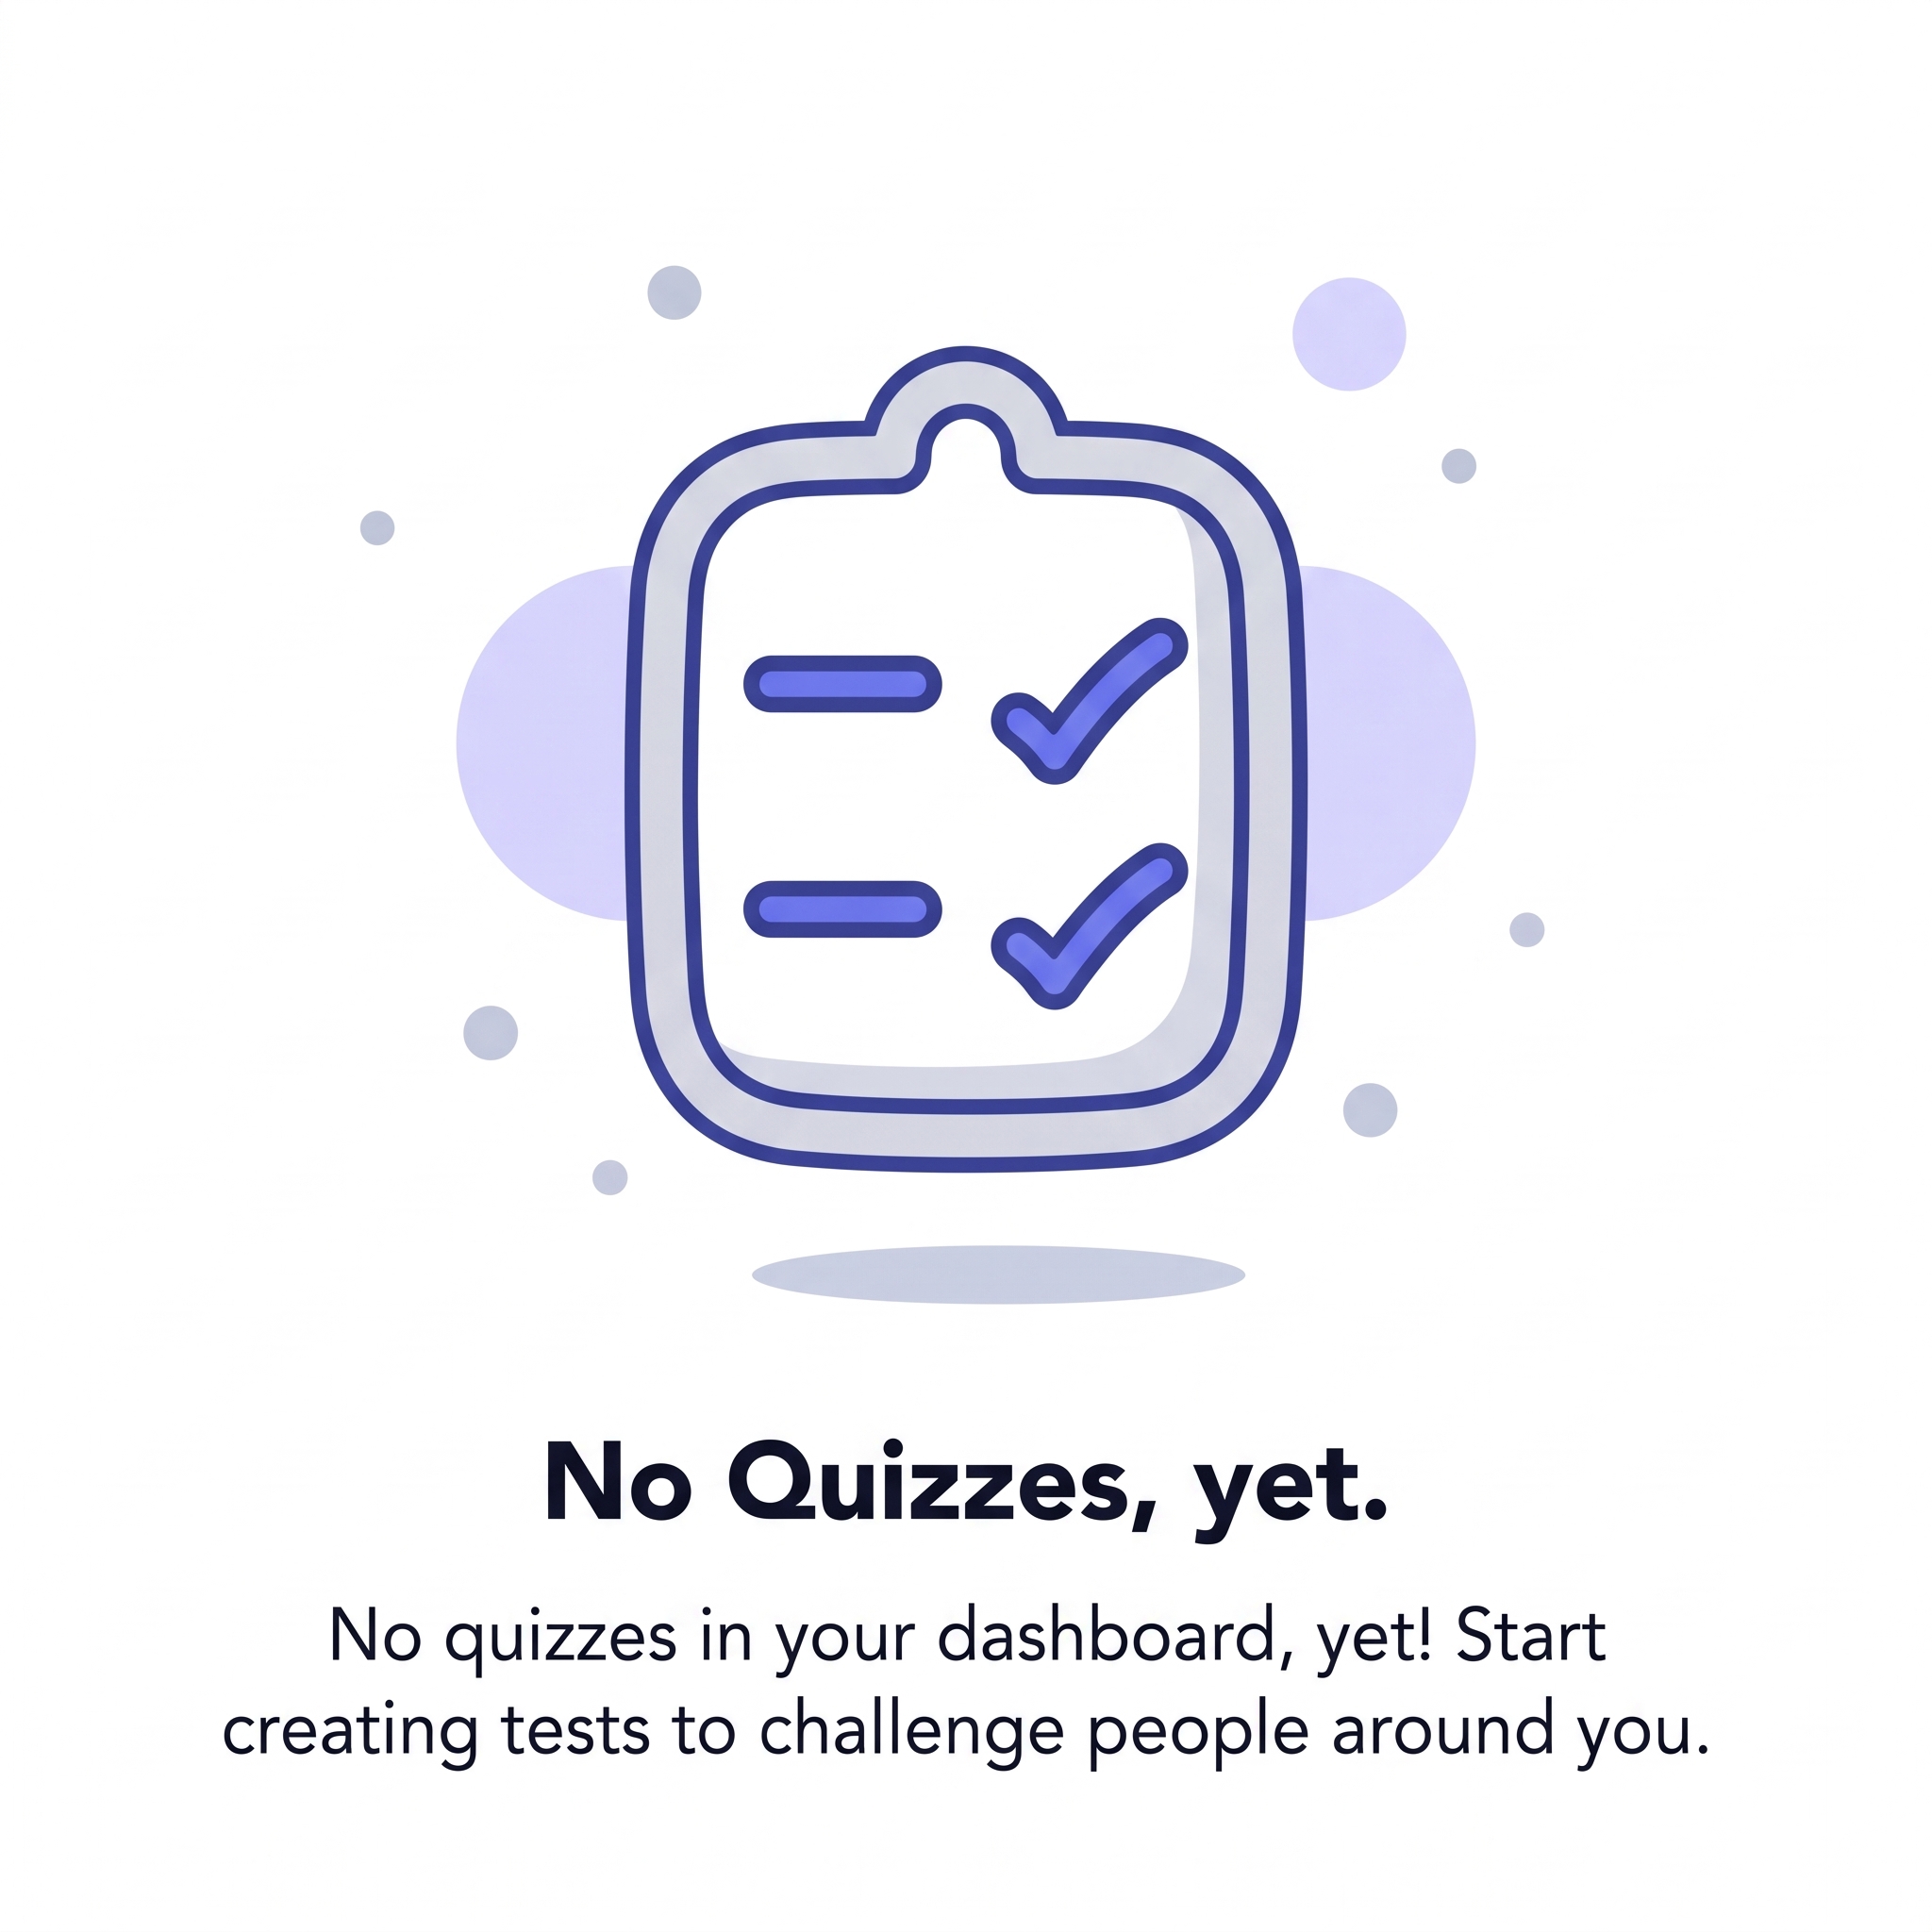 No Quizzes, yet.
No quizzes in your dashboard, yet! Start
creating tests to challenge people around you.